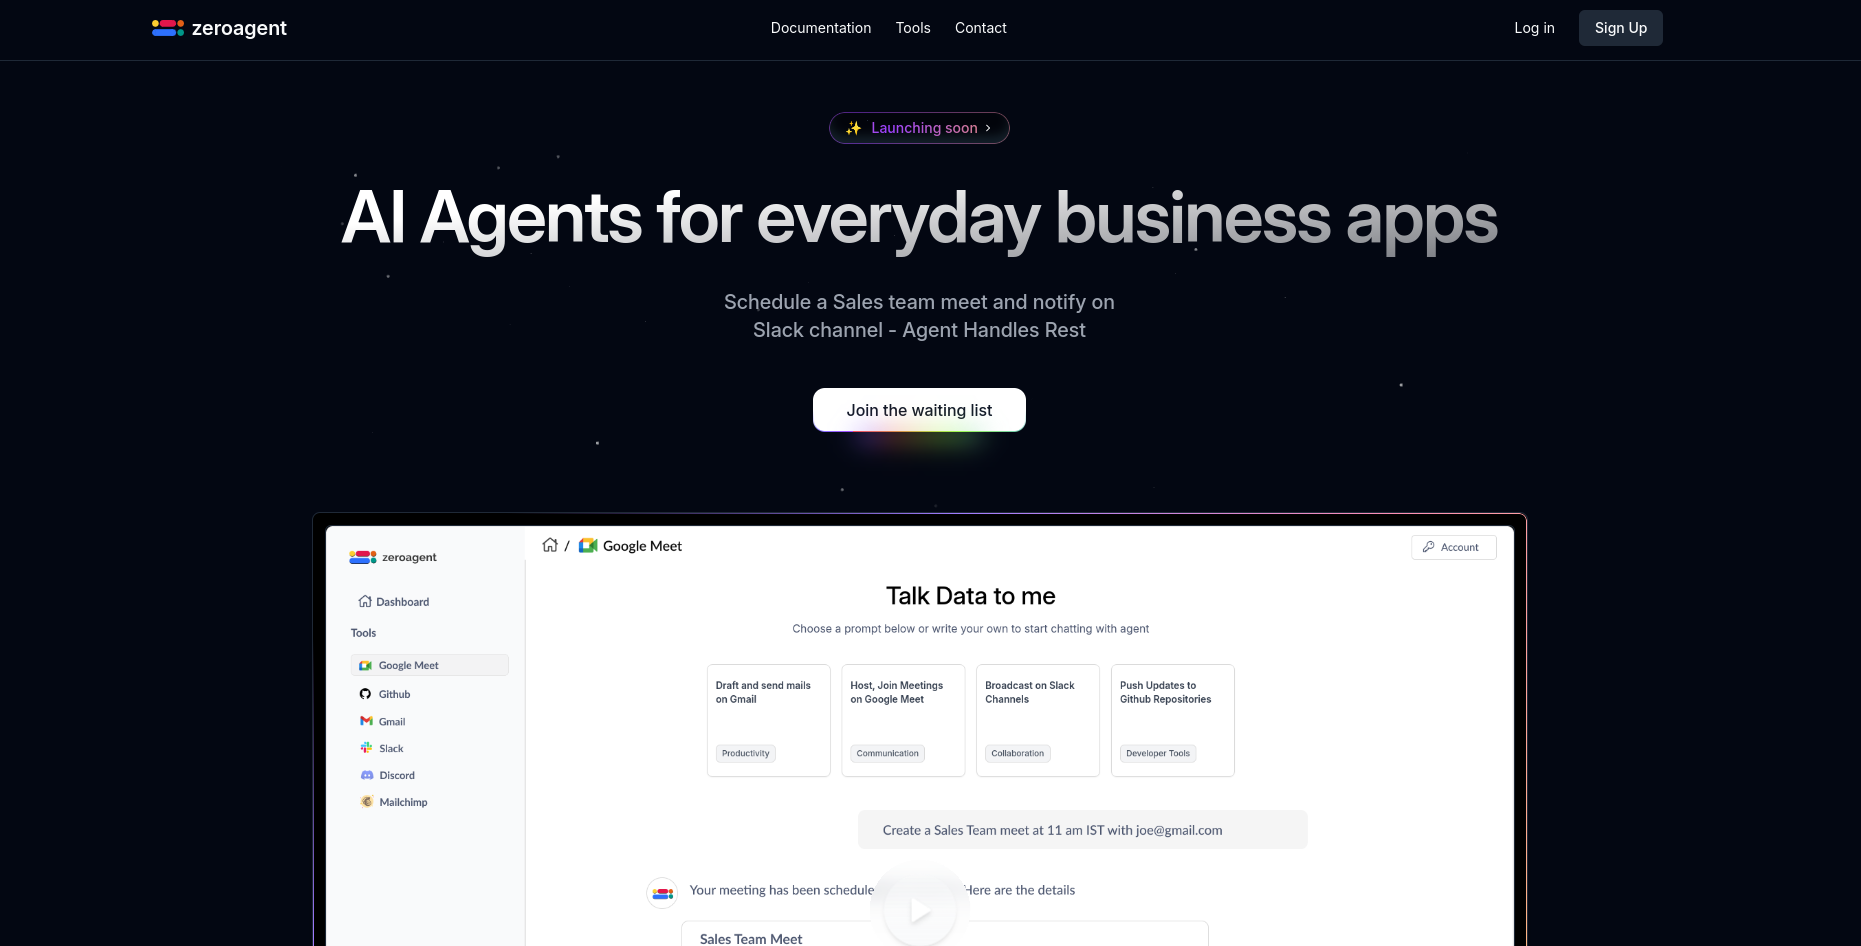 zeroagent
Documentation Tools Contact
Log in Sign Up
✨ Launching soon ›
AI Agents for everyday business apps
Schedule a Sales team meet and notify on
Slack channel - Agent Handles Rest
Join the waiting list
zeroagent
Dashboard
Tools
Google Meet
Github
Gmail
Slack
Discord
Mailchimp
/ Google Meet
Account
Talk Data to me
Choose a prompt below or write your own to start chatting with agent
Draft and send mails
on Gmail
Productivity
Host, Join Meetings
on Google Meet
Communication
Broadcast on Slack
Channels
Collaboration
Push Updates to
Github Repositories
Developer Tools
Create a Sales Team meet at 11 am IST with joe@gmail.com
Your meeting has been schedule Here are the details
Sales Team Meet